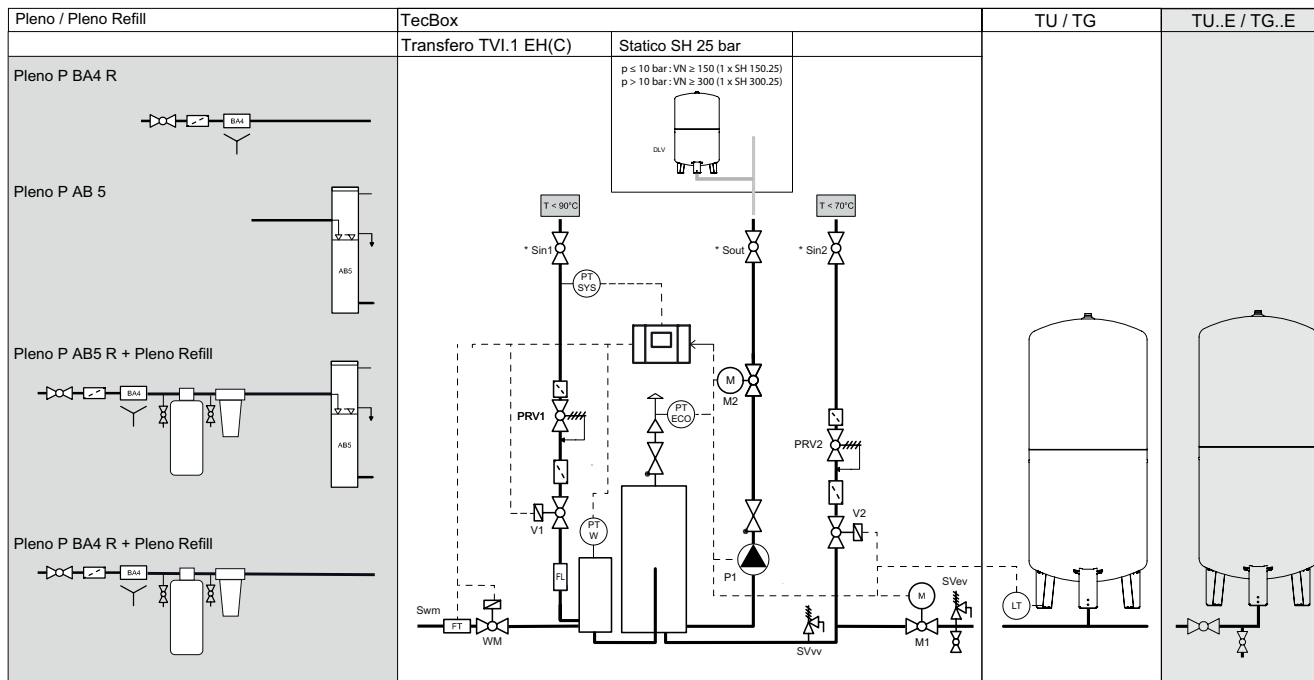 Pleno / Pleno Refill
TecBox
TU / TG
TU..E / TG..E
Transfero TVI.1 EH(C)
Statico SH 25 bar
p ≤ 10 bar : VN ≥ 150 (1 x SH 150.25)
p > 10 bar : VN ≥ 300 (1 x SH 300.25)
DLV
Pleno P BA4 R
BA4
Pleno P AB 5
AB5
Pleno P AB5 R + Pleno Refill
BA4
AB5
Pleno P BA4 R + Pleno Refill
BA4
T < 90°C
T < 70°C
* Sin1
* Sout
* Sin2
PT
SYS
M
M2
PT
ECO
PRV1
PRV2
V1
PT
W
V2
FL
P1
Swm
FT
WM
SVvv
M
M1
SVev
LT